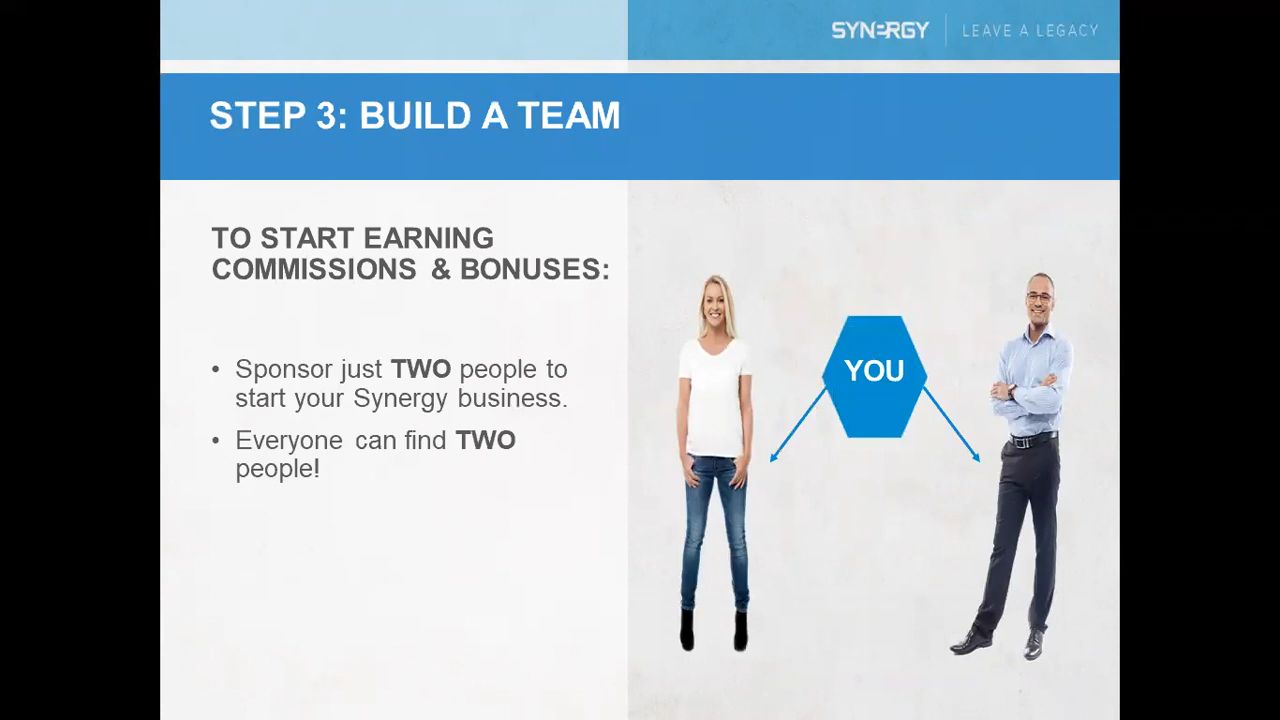 SYNERGY
LEAVE A LEGACY
STEP 3: BUILD A TEAM
TO START EARNING
COMMISSIONS & BONUSES:
• Sponsor just TWO people to
start your Synergy business.
• Everyone can find TWO
people!
YOU